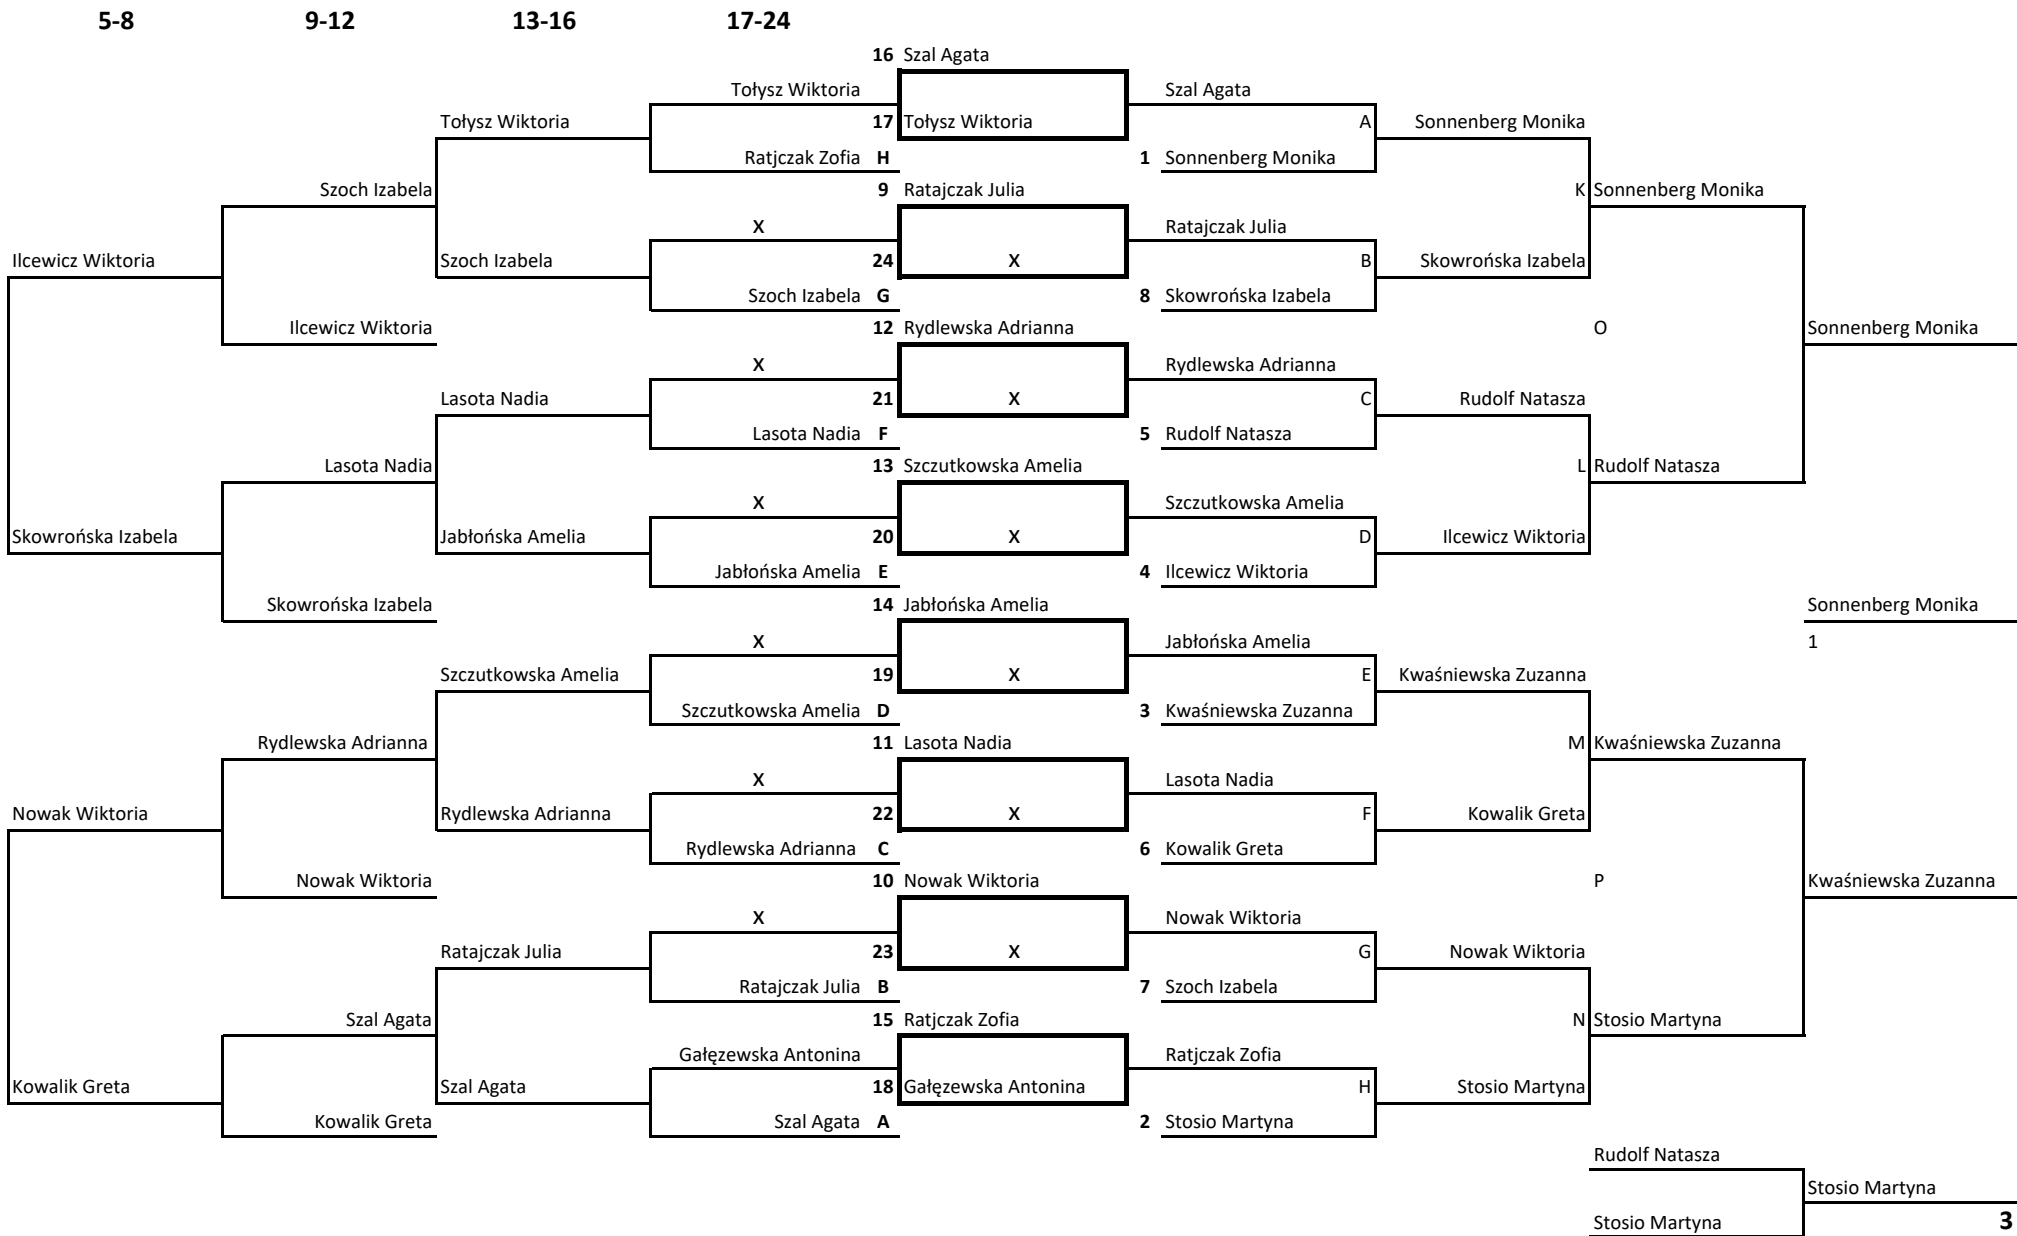 5-8 9-12 13-16 17-24
16 Szal Agata
Tołysz Wiktoria Szal Agata
Tołysz Wiktoria 17 Tołysz Wiktoria A Sonnenberg Monika
Ratjczak Zofia H 1 Sonnenberg Monika
Szoch Izabela 9 Ratajczak Julia K Sonnenberg Monika
X Ratajczak Julia
Ilcewicz Wiktoria Szoch Izabela 24 X B Skowrońska Izabela
Szoch Izabela G 8 Skowrońska Izabela
Ilcewicz Wiktoria 12 Rydlewska Adrianna O Sonnenberg Monika
X Rydlewska Adrianna
Lasota Nadia 21 X C Rudolf Natasza
Lasota Nadia F 5 Rudolf Natasza
Lasota Nadia 13 Szczutkowska Amelia L Rudolf Natasza
X Szczutkowska Amelia
Skowrońska Izabela Jabłońska Amelia 20 X D Ilcewicz Wiktoria
Jabłońska Amelia E 4 Ilcewicz Wiktoria
Skowrońska Izabela 14 Jabłońska Amelia Sonnenberg Monika
X Jabłońska Amelia 1
Szczutkowska Amelia 19 X E Kwaśniewska Zuzanna
Szczutkowska Amelia D 3 Kwaśniewska Zuzanna
Rydlewska Adrianna 11 Lasota Nadia M Kwaśniewska Zuzanna
X Lasota Nadia
Nowak Wiktoria Rydlewska Adrianna 22 X F Kowalik Greta
Rydlewska Adrianna C 6 Kowalik Greta
Nowak Wiktoria 10 Nowak Wiktoria P Kwaśniewska Zuzanna
X Nowak Wiktoria
Ratajczak Julia 23 X G Nowak Wiktoria
Ratajczak Julia B 7 Szoch Izabela
Szal Agata 15 Ratjczak Zofia N Stosio Martyna
Gałęzewska Antonina Ratjczak Zofia
Kowalik Greta Szal Agata 18 Gałęzewska Antonina H Stosio Martyna
Kowalik Greta Szal Agata A 2 Stosio Martyna
Rudolf Natasza
Stosio Martyna
Stosio Martyna 3